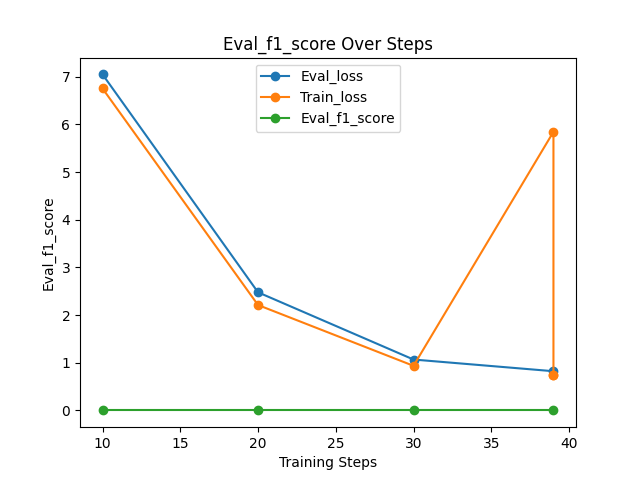 Eval_f1_score Over Steps
Eval_loss
Train_loss
Eval_f1_score
Eval_f1_score
7
6
5
4
3
2
1
0
10 15 20 25 30 35 40
Training Steps